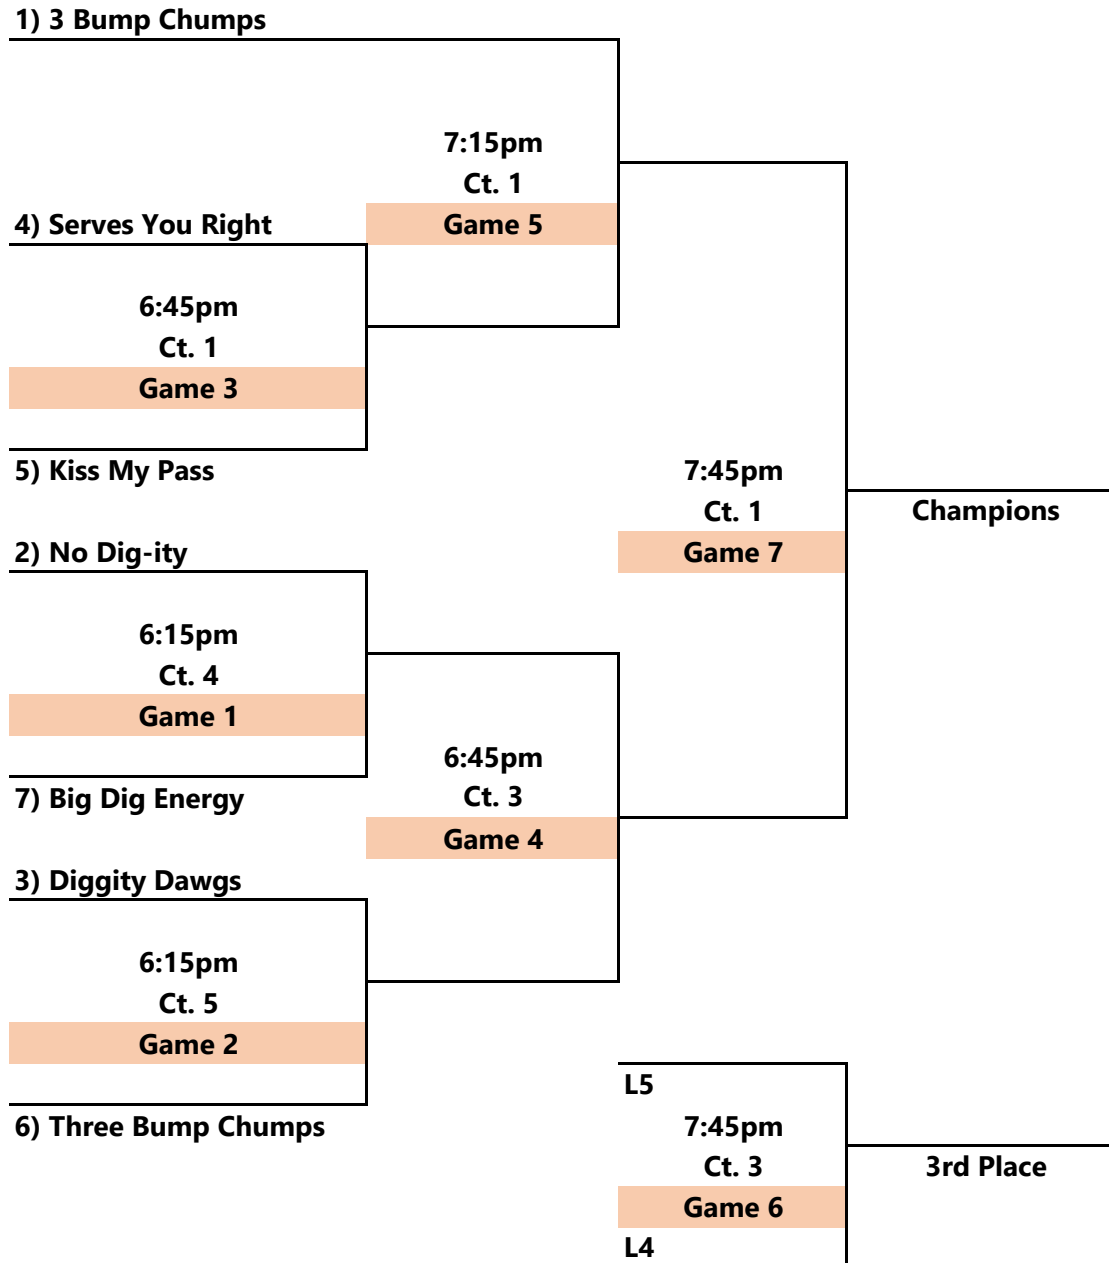 1) 3 Bump Chumps
7:15pm
Ct. 1
4) Serves You Right
Game 5
6:45pm
Ct. 1
Game 3
5) Kiss My Pass
7:45pm
Ct. 1
Champions
Game 7
2) No Dig-ity
6:15pm
Ct. 4
Game 1
6:45pm
7) Big Dig Energy
Ct. 3
Game 4
3) Diggity Dawgs
6:15pm
Ct. 5
Game 2
L5
6) Three Bump Chumps
7:45pm
Ct. 3
3rd Place
Game 6
L4